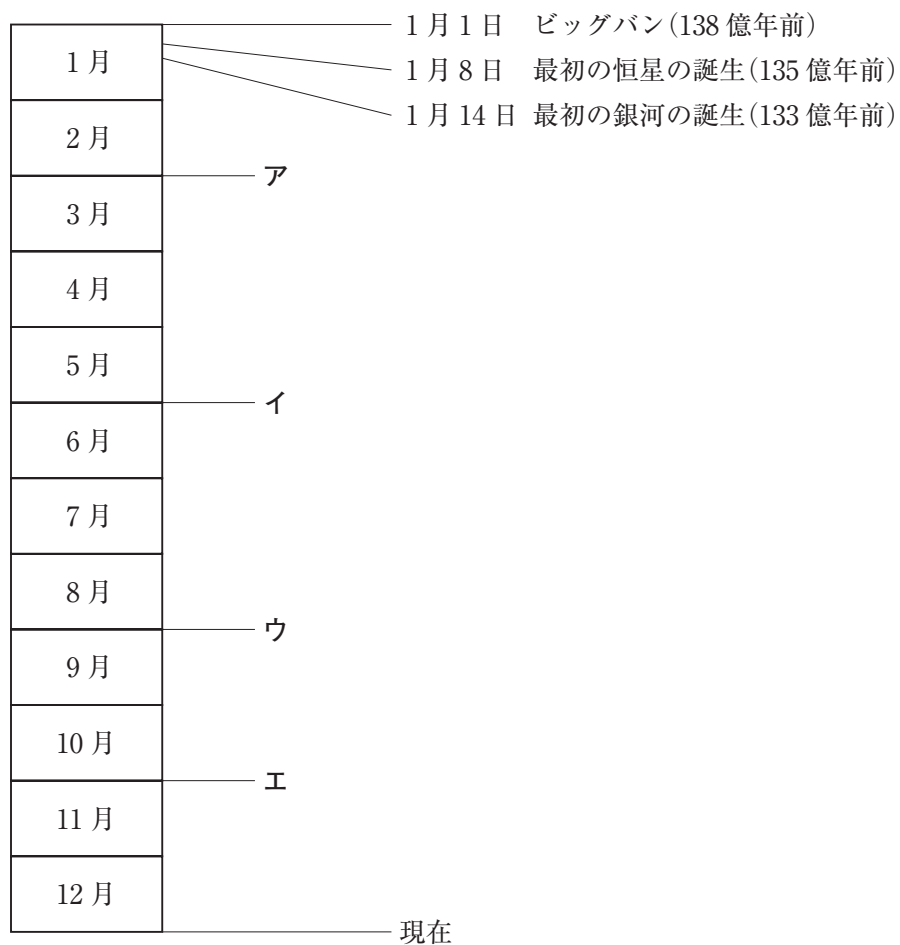 1月1日 ビッグバン(138億年前)
1月
1月8日 最初の恒星の誕生(135億年前)
1月14日 最初の銀河の誕生(133億年前)
2月
ア
3月
4月
5月
イ
6月
7月
8月
ウ
9月
10月
エ
11月
12月
現在